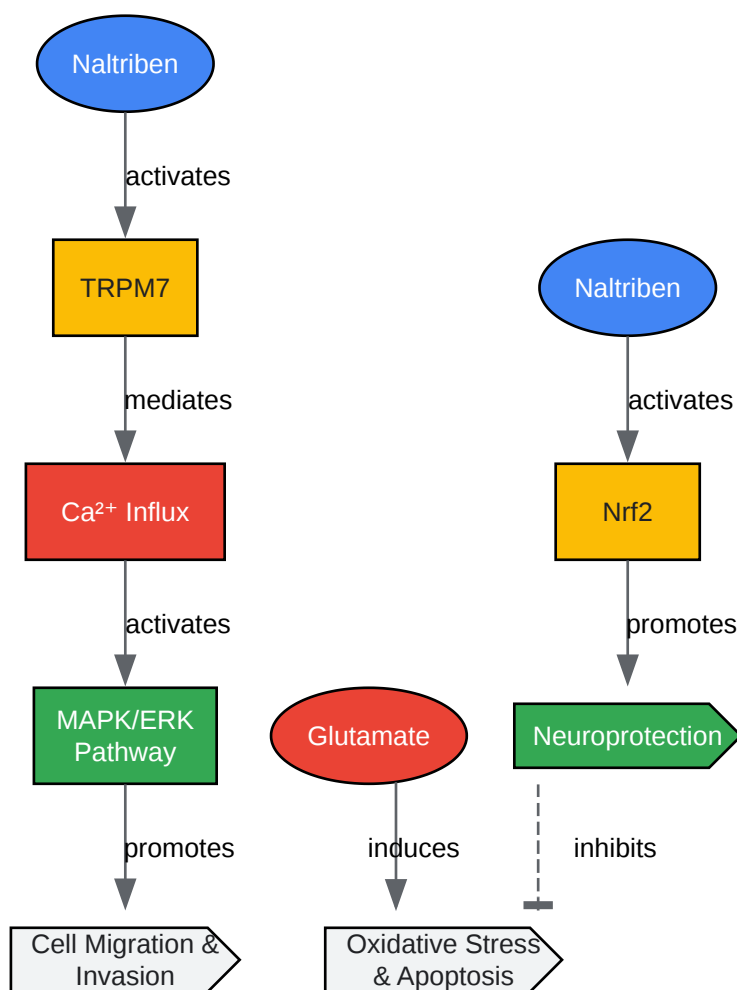 Naltriben
activates
TRPM7
mediates
Ca²⁺ Influx
activates
MAPK/ERK
Pathway
promotes
Cell Migration &
Invasion
Glutamate
induces
Oxidative Stress
& Apoptosis
Naltriben
activates
Nrf2
promotes
Neuroprotection
inhibits